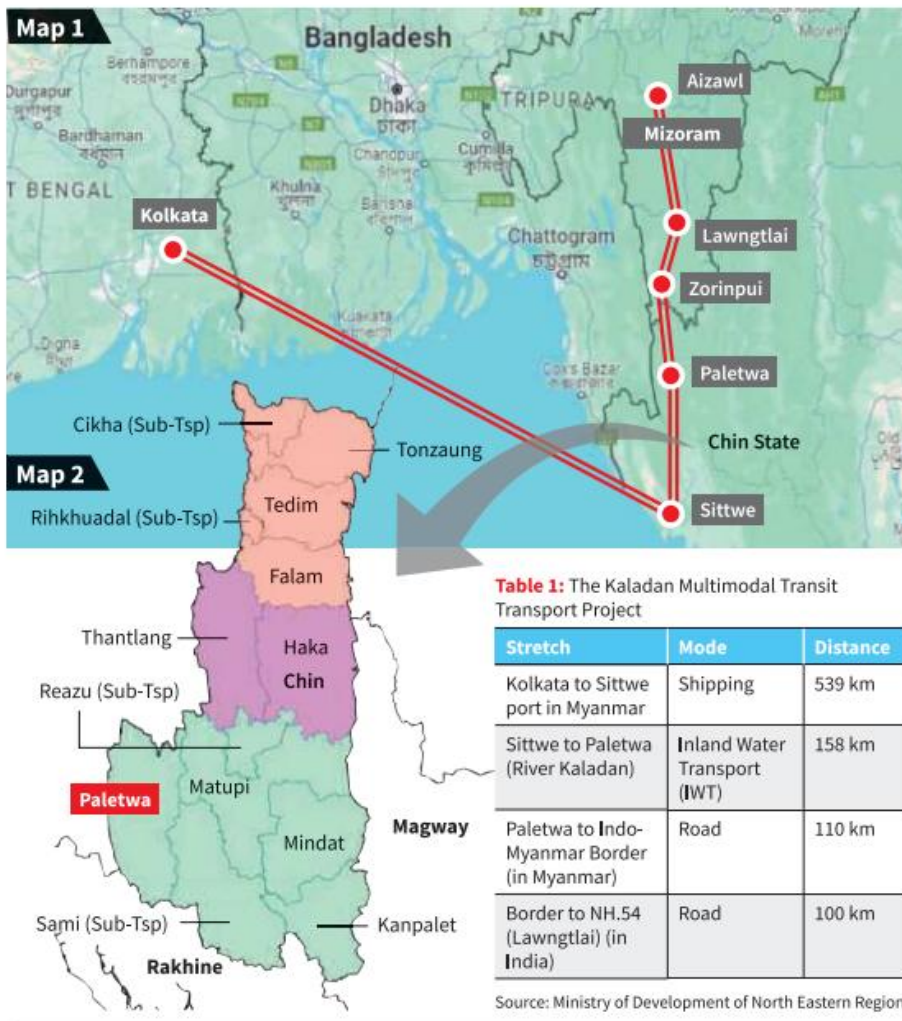 Map 1
Bangladesh
Berhampore
বহরমপুর
Durgapur
দুর্গাপুর
Bardhaman
বর্ধমান
Dhaka
ঢাকা
TRIPURA
Aizawl
Mizoram
Chandpur
Cumilla
কুমিল্লা
T BENGAL
Khulna
খুলনা
Barisha
Kolkata
Lawngtlai
Chattogram
চট্টগ্রাম
Zorinpui
Digha
Kuakata
Cox's Bazar
Paletwa
Chin State
Sittwe
Map 2
Cikha (Sub-Tsp)
Tonzaung
Tedim
Rihkhuadal (Sub-Tsp)
Falam
Thantlang
Haka
Chin
Reazu (Sub-Tsp)
Matupi
Paletwa
Mindat
Magway
Sami (Sub-Tsp)
Kanpalet
Rakhine
Table 1: The Kaladan Multimodal Transit
Transport Project
Stretch Mode Distance
Kolkata to Sittwe Shipping 539 km
port in Myanmar
Sittwe to Paletwa Inland Water 158 km
(River Kaladan) Transport
(IWT)
Paletwa to Indo- Road 110 km
Myanmar Border
(in Myanmar)
Border to NH.54 Road 100 km
(Lawngtlai) (in
India)
Source: Ministry of Development of North Eastern Region